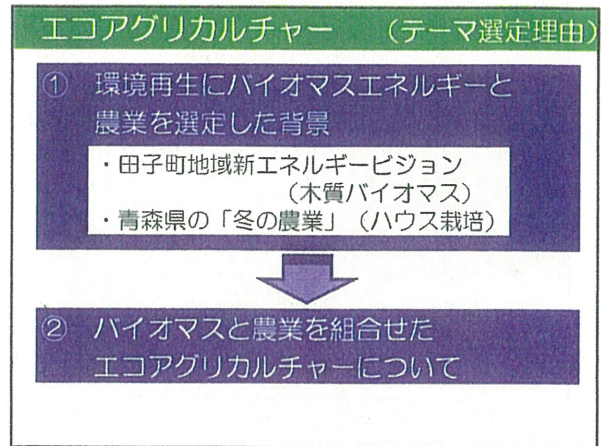 エコアグリカルチャー　（テーマ選定理由）
①　環境再生にバイオマスエネルギーと
農業を選定した背景
・田子町地域新エネルギービジョン
（木質バイオマス）
・青森県の「冬の農業」（ハウス栽培）
②　バイオマスと農業を組合せた
エコアグリカルチャーについて